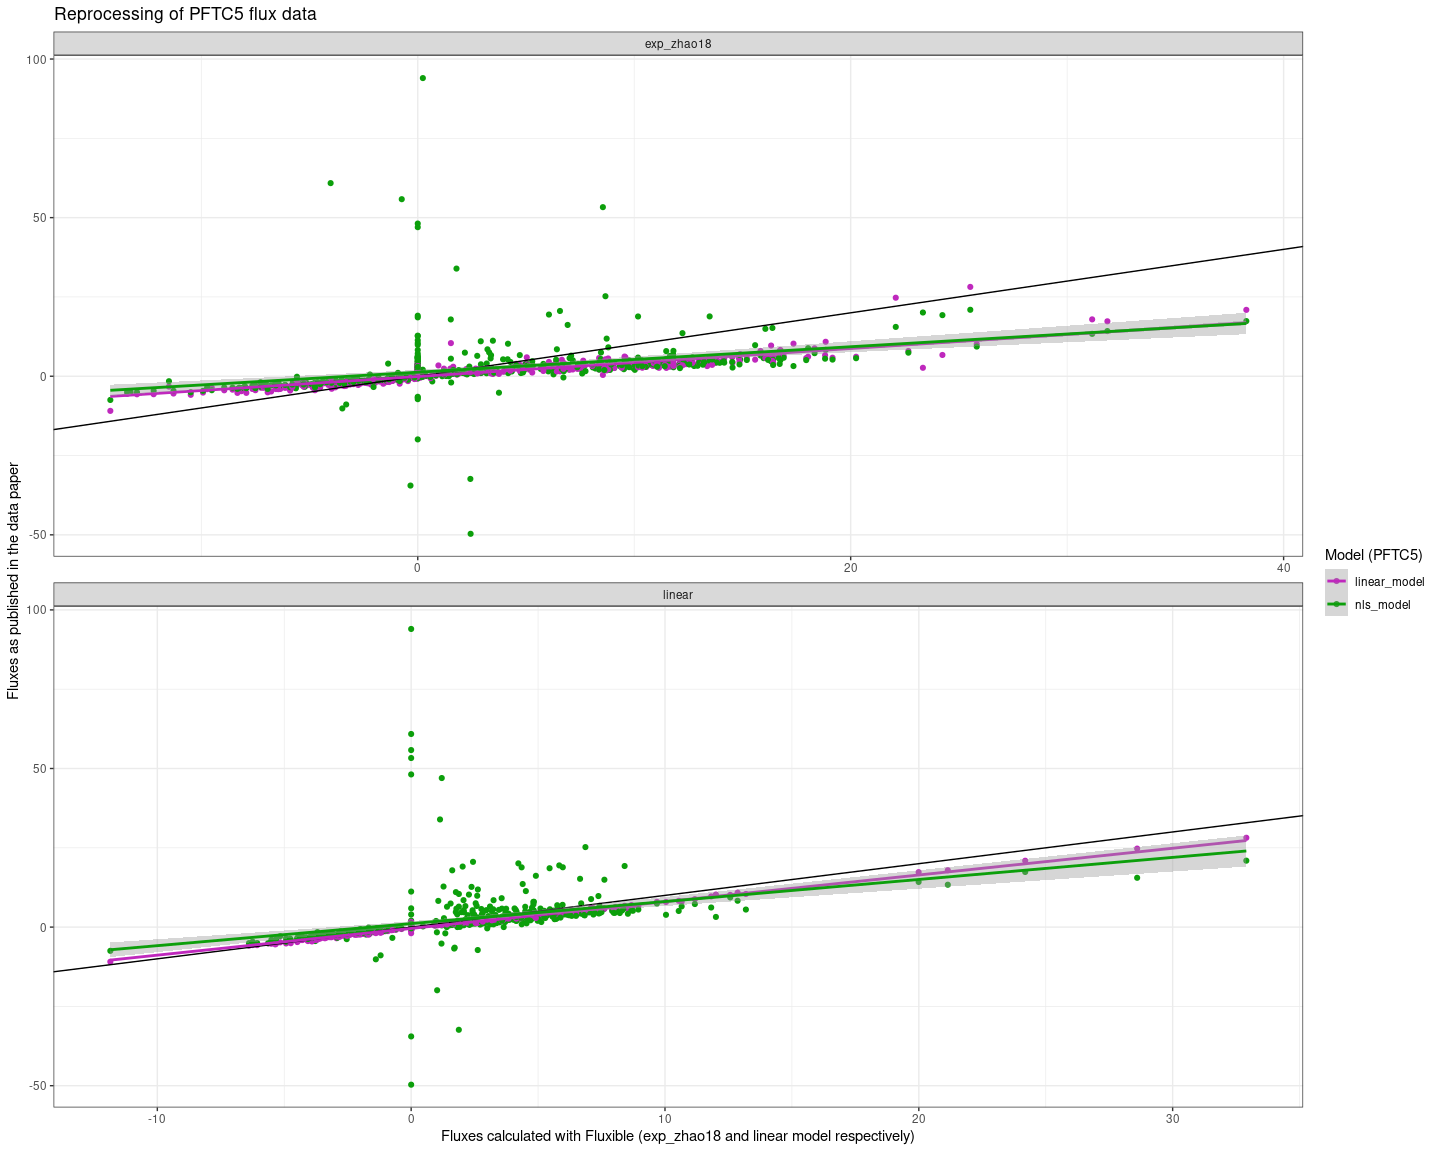 Reprocessing of PFTC5 flux data
exp_zhao18
100
50
0
-50
0
20
40
linear
100
50
0
-50
-10
0
10
20
30
Fluxes calculated with Fluxible (exp_zhao18 and linear model respectively)
Fluxes as published in the data paper
Model (PFTC5)
linear_model
nls_model